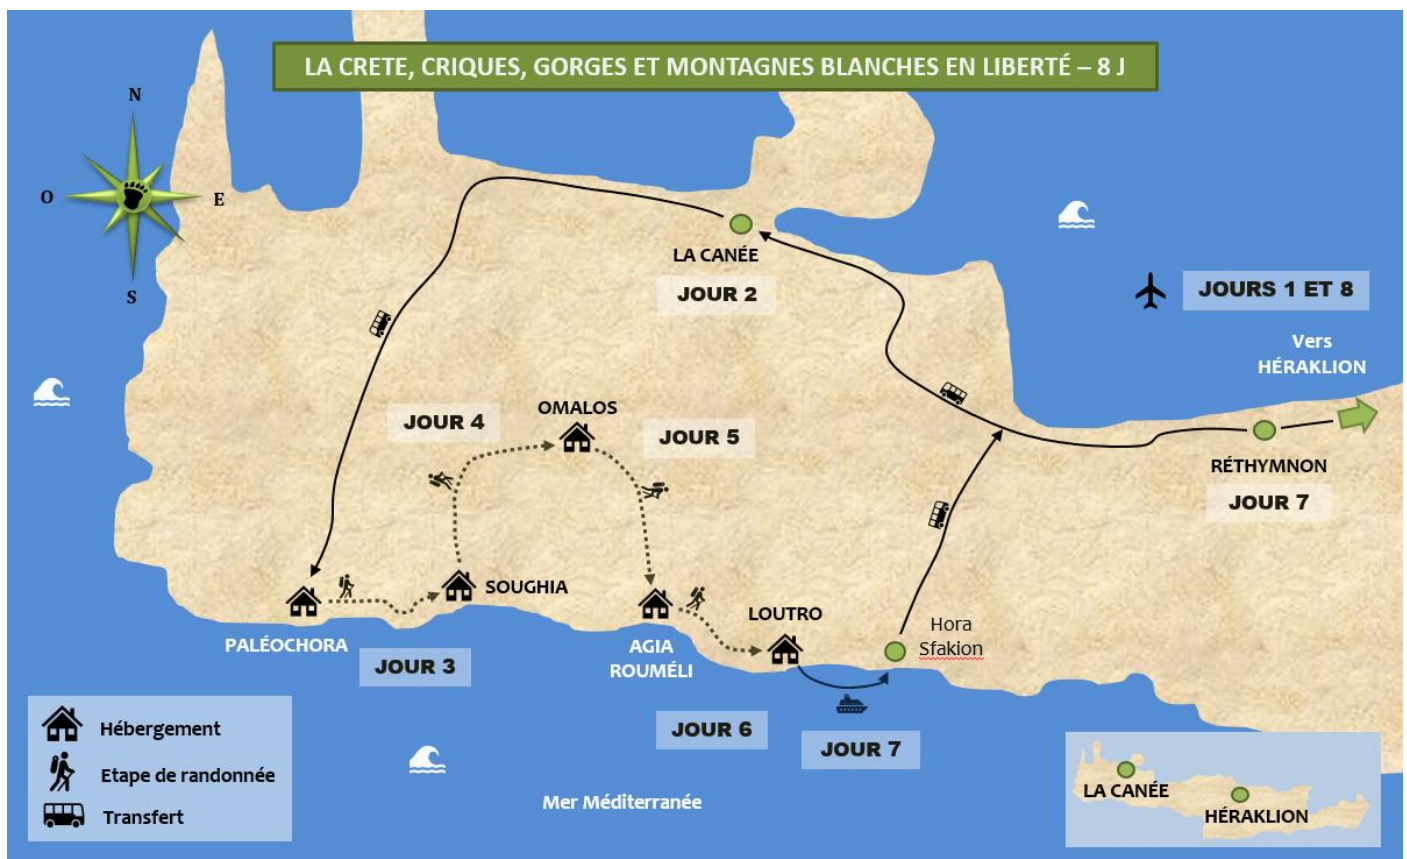 LA CRETE, CRIQUES, GORGES ET MONTAGNES BLANCHES EN LIBERTÉ – 8 J
N
O
E
S
LA CANÉE
JOUR 2
JOURS 1 ET 8
Vers
HÉRAKLION
OMALOS
JOUR 4
JOUR 5
RÉTHYMNON
JOUR 7
SOUGHIA
PALÉOCHORA
JOUR 3
AGIA
ROUMÉLI
LOUTRO
Hora
Sfakion
JOUR 6
JOUR 7
Hébergement
Etape de randonnée
Transfert
Mer Méditerranée
LA CANÉE
HÉRAKLION